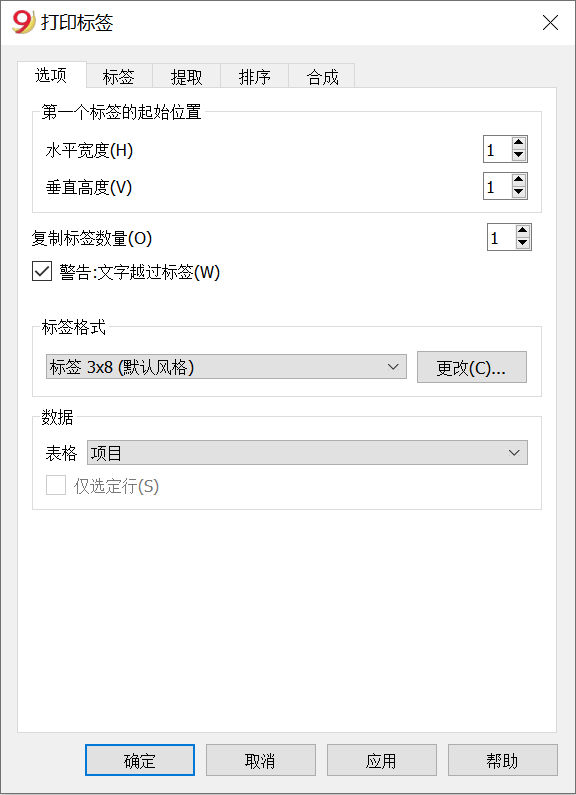 9 打印标签
选项 标签 提取 排序 合成
第一个标签的起始位置
水平宽度(H) 1
垂直高度(V) 1
复制标签数量(O) 1
警告:文字越过标签(W)
标签格式
标签 3x8 (默认风格) 更改(C)...
数据
表格 项目
仅选定行(S)
确定 取消 应用 帮助